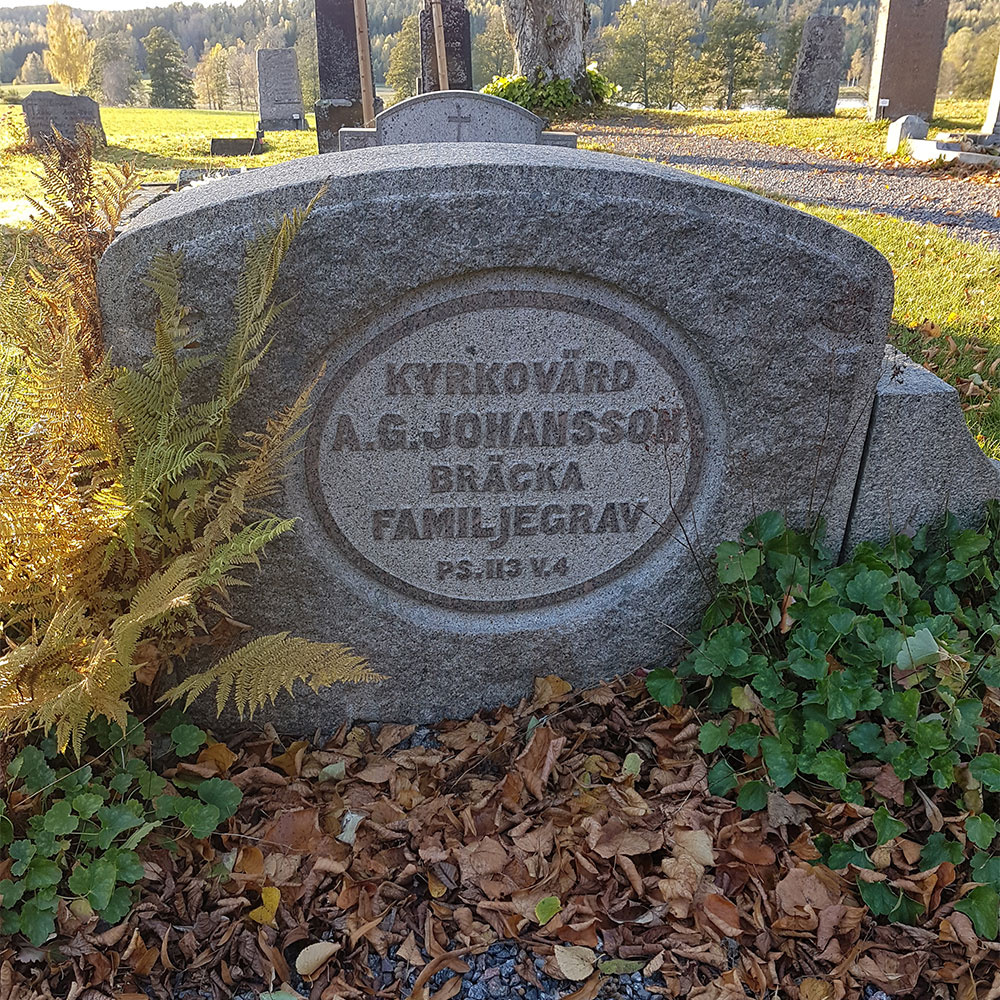 KYRKOVÄRD
A.G.JOHANSSON
BRÄCKA
FAMILJEGRAV
PS.113 V.4